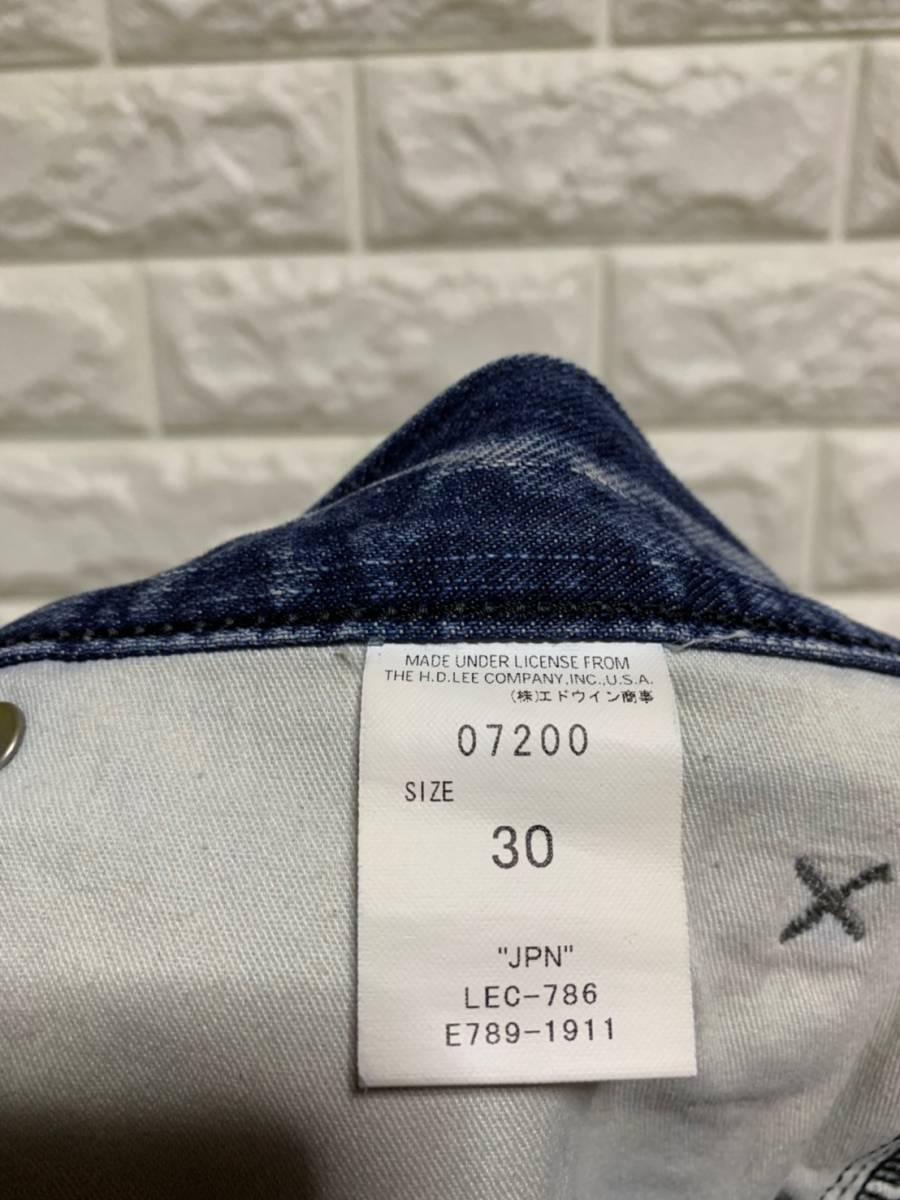 MADE UNDER LICENSE FROM
THE H.D.LEE COMPANY,INC.,U.S.A.
(株)エドウイン商事
07200
SIZE
30
"JPN"
LEC-786
E789-1911